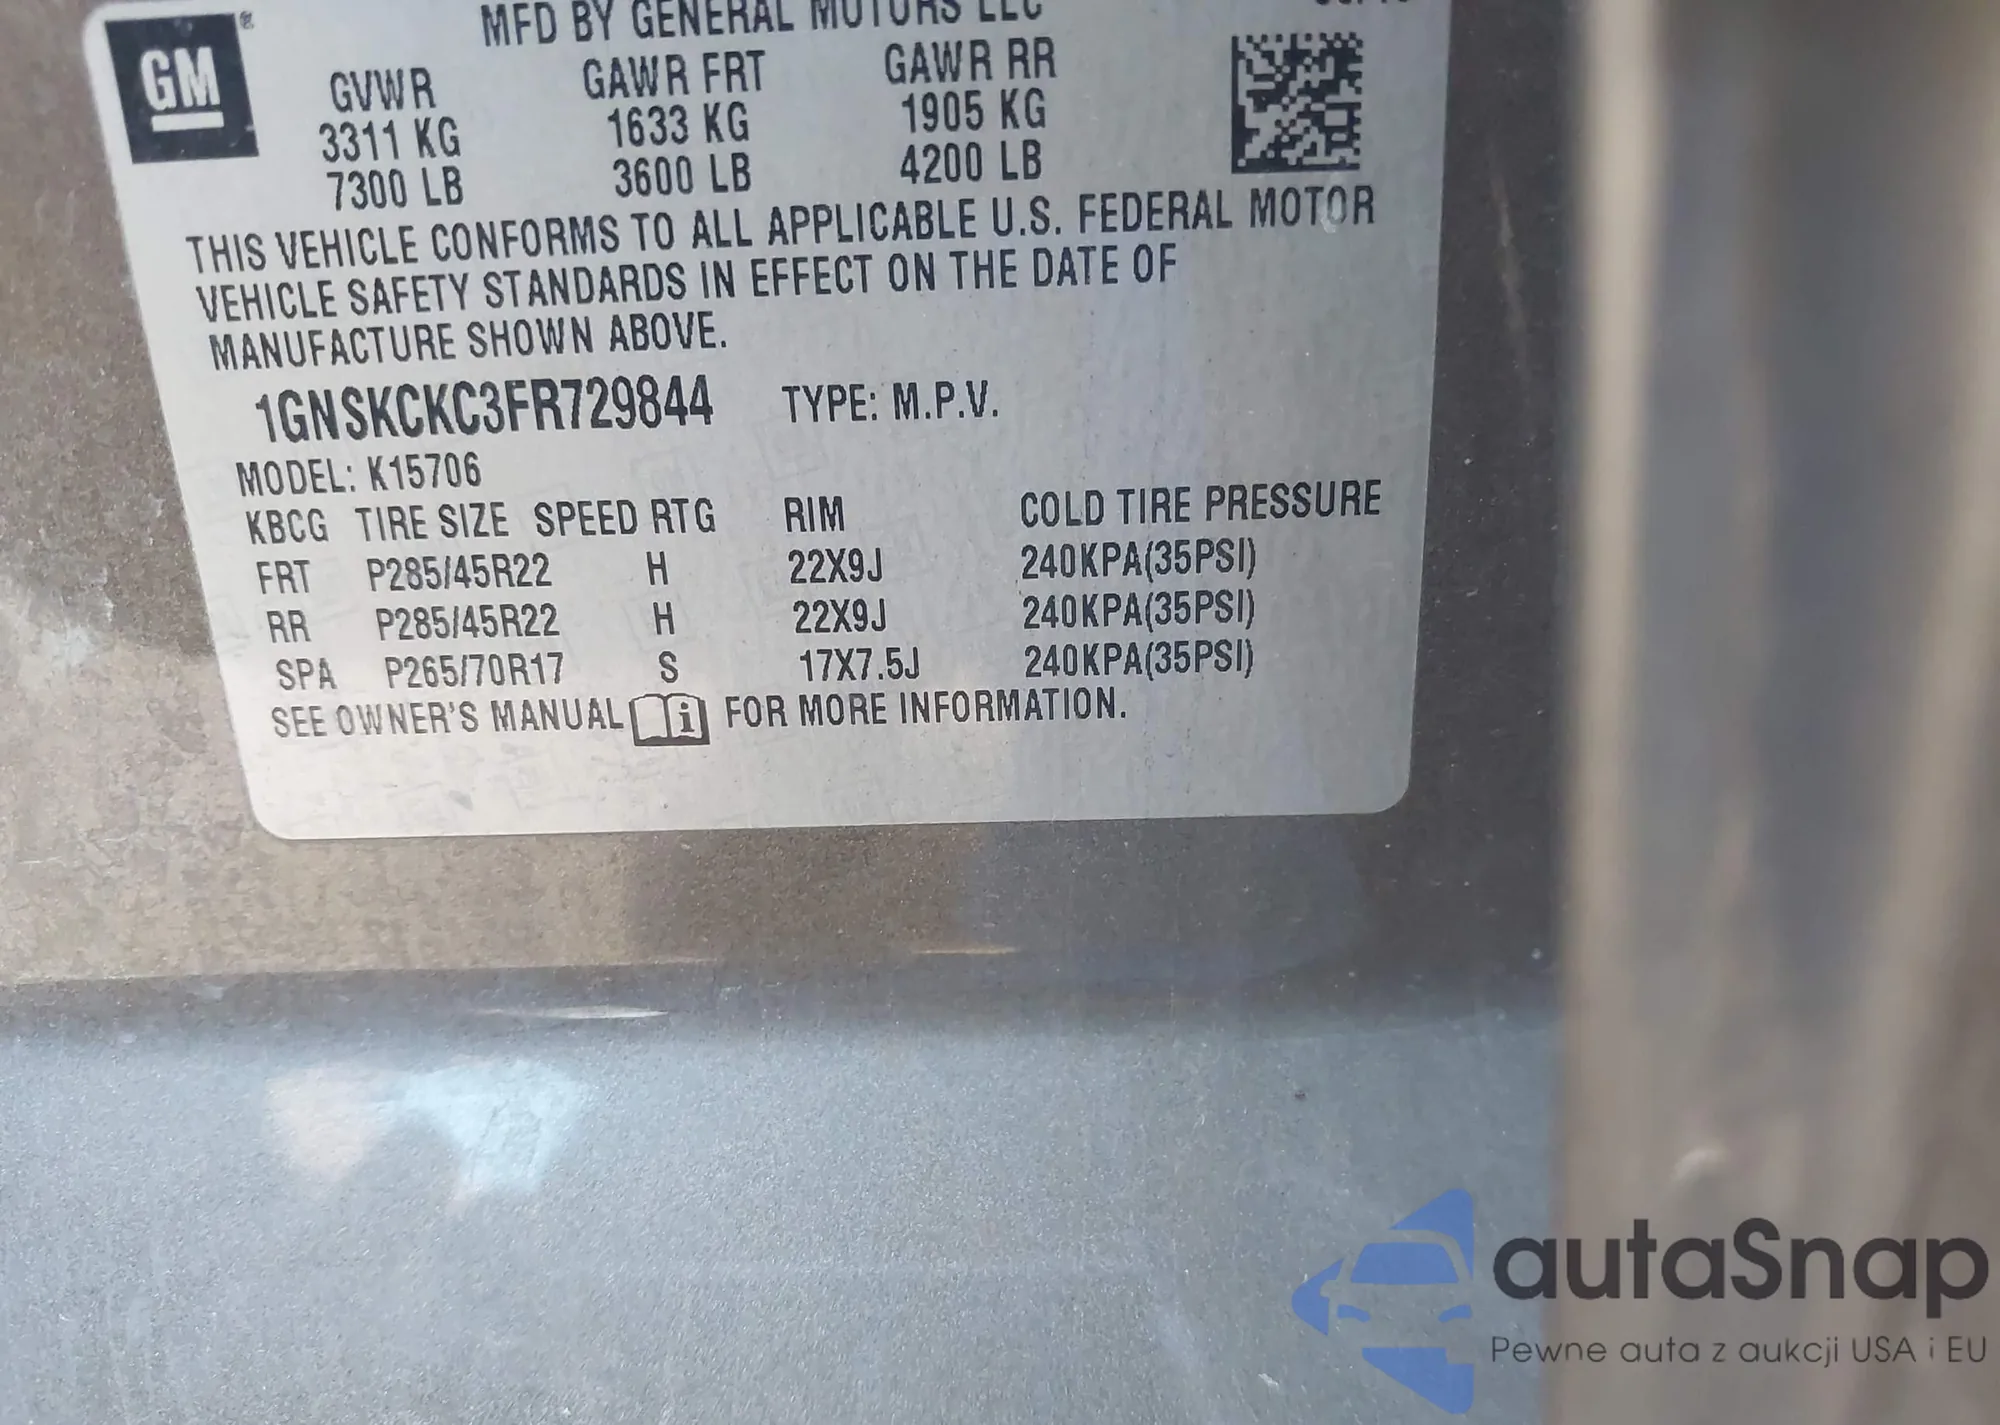 GM
MFD BY GENERAL MOTORS LLC
GVWR GAWR FRT GAWR RR
3311 KG 1633 KG 1905 KG
7300 LB 3600 LB 4200 LB
THIS VEHICLE CONFORMS TO ALL APPLICABLE U.S. FEDERAL MOTOR
VEHICLE SAFETY STANDARDS IN EFFECT ON THE DATE OF
MANUFACTURE SHOWN ABOVE.
1GNSKCKC3FR729844 TYPE: M.P.V.
MODEL: K15706
KBCG TIRE SIZE SPEED RTG RIM COLD TIRE PRESSURE
FRT P285/45R22 H 22X9J 240KPA(35PSI)
RR P285/45R22 H 22X9J 240KPA(35PSI)
SPA P265/70R17 S 17X7.5J 240KPA(35PSI)
SEE OWNER'S MANUAL i FOR MORE INFORMATION.
autaSnap
Pewne auta z aukcji USA i EU